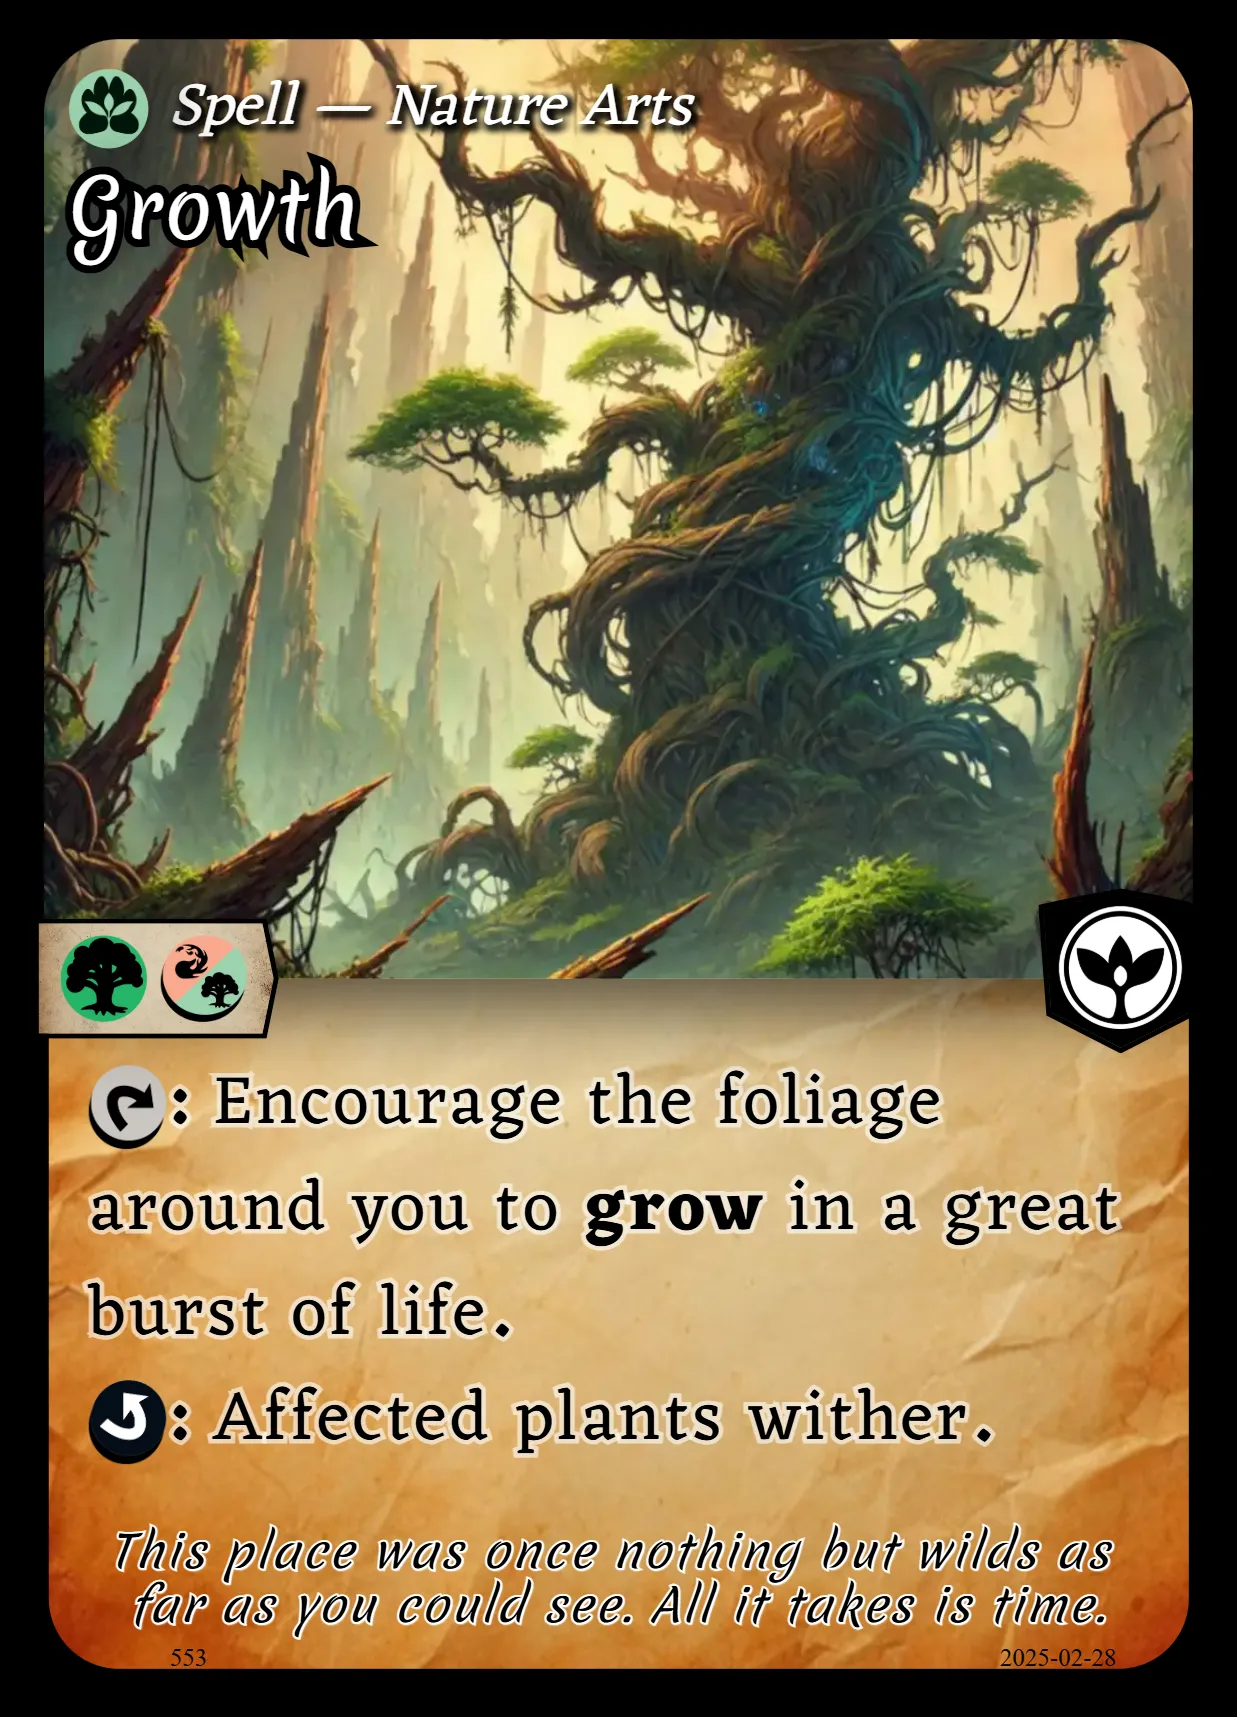 Spell — Nature Arts
Growth
: Encourage the foliage
around you to grow in a great
burst of life.
: Affected plants wither.
This place was once nothing but wilds as
far as you could see. All it takes is time.
553
2025-02-28